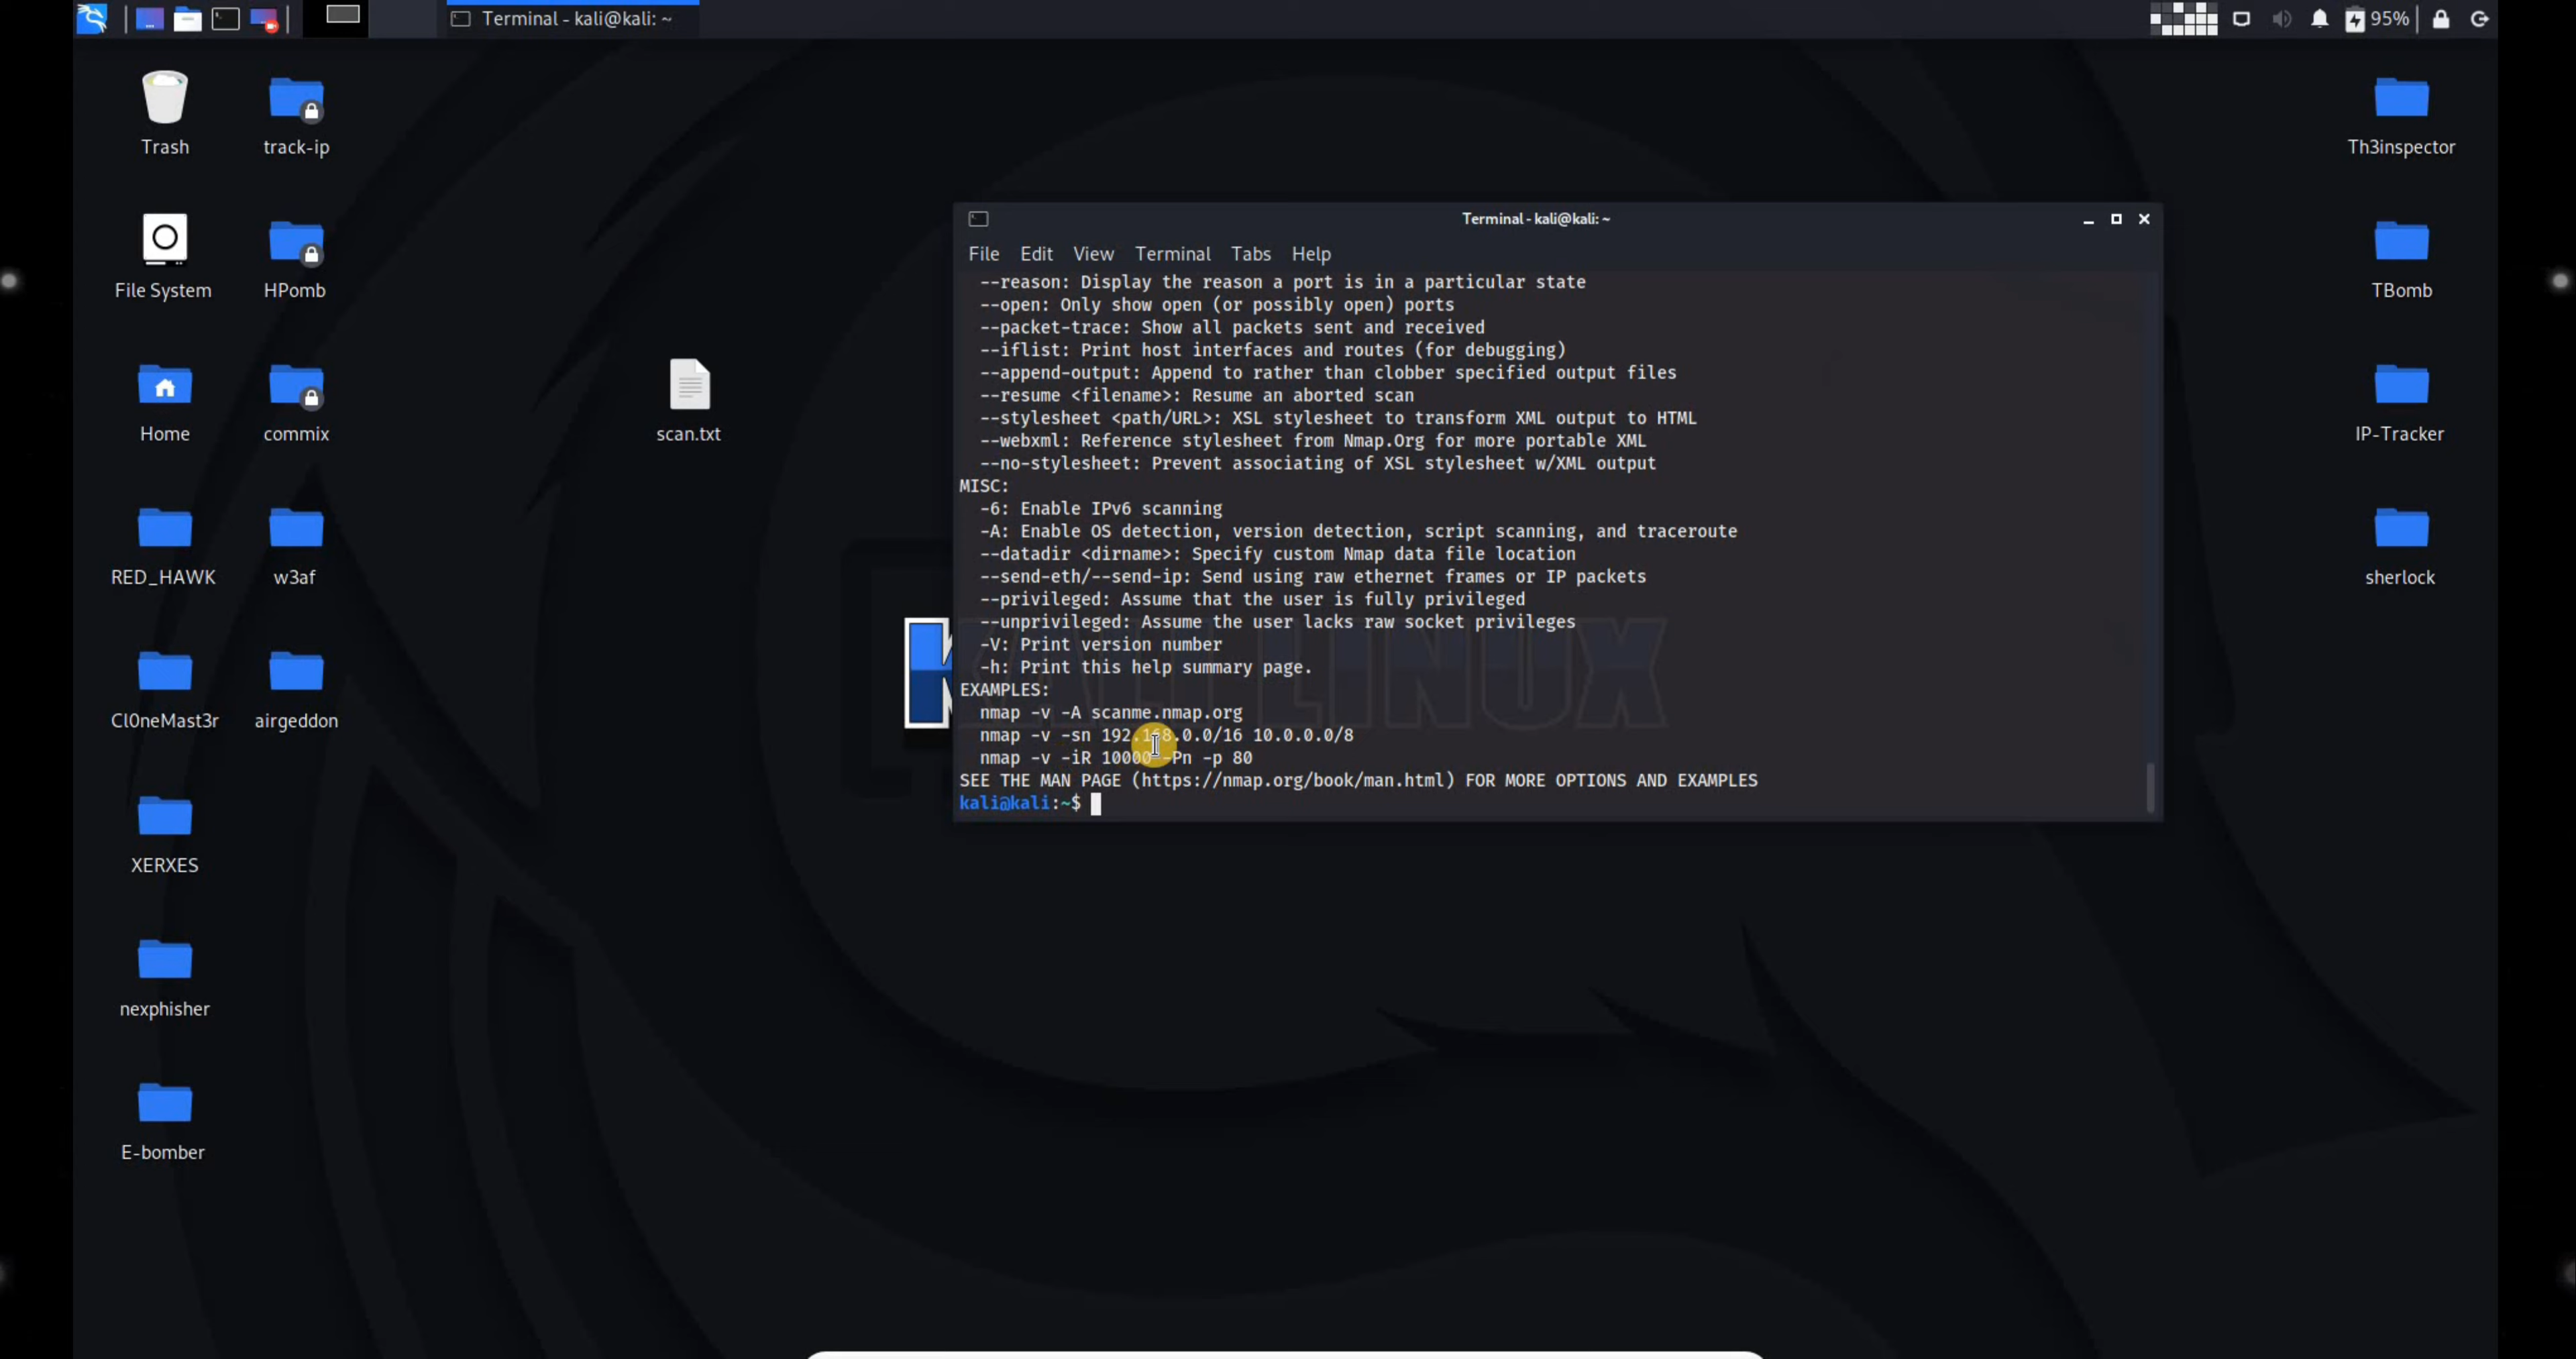 Terminal - kali@kali: ~
95%
Trash
track-ip
File System
HPomb
Home
commix
RED_HAWK
w3af
Cl0neMast3r
airgeddon
XERXES
nexphisher
E-bomber
scan.txt
Th3inspector
TBomb
IP-Tracker
sherlock
Terminal - kali@kali: ~
File Edit View Terminal Tabs Help
--reason: Display the reason a port is in a particular state
--open: Only show open (or possibly open) ports
--packet-trace: Show all packets sent and received
--iflist: Print host interfaces and routes (for debugging)
--append-output: Append to rather than clobber specified output files
--resume <filename>: Resume an aborted scan
--stylesheet <path/URL>: XSL stylesheet to transform XML output to HTML
--webxml: Reference stylesheet from Nmap.Org for more portable XML
--no-stylesheet: Prevent associating of XSL stylesheet w/XML output
MISC:
-6: Enable IPv6 scanning
-A: Enable OS detection, version detection, script scanning, and traceroute
--datadir <dirname>: Specify custom Nmap data file location
--send-eth/--send-ip: Send using raw ethernet frames or IP packets
--privileged: Assume that the user is fully privileged
--unprivileged: Assume the user lacks raw socket privileges
-V: Print version number
-h: Print this help summary page.
EXAMPLES:
nmap -v -A scanme.nmap.org
nmap -v -sn 192.168.0.0/16 10.0.0.0/8
nmap -v -iR 10000 -Pn -p 80
SEE THE MAN PAGE (https://nmap.org/book/man.html) FOR MORE OPTIONS AND EXAMPLES
kali@kali:~$
KALI LINUX